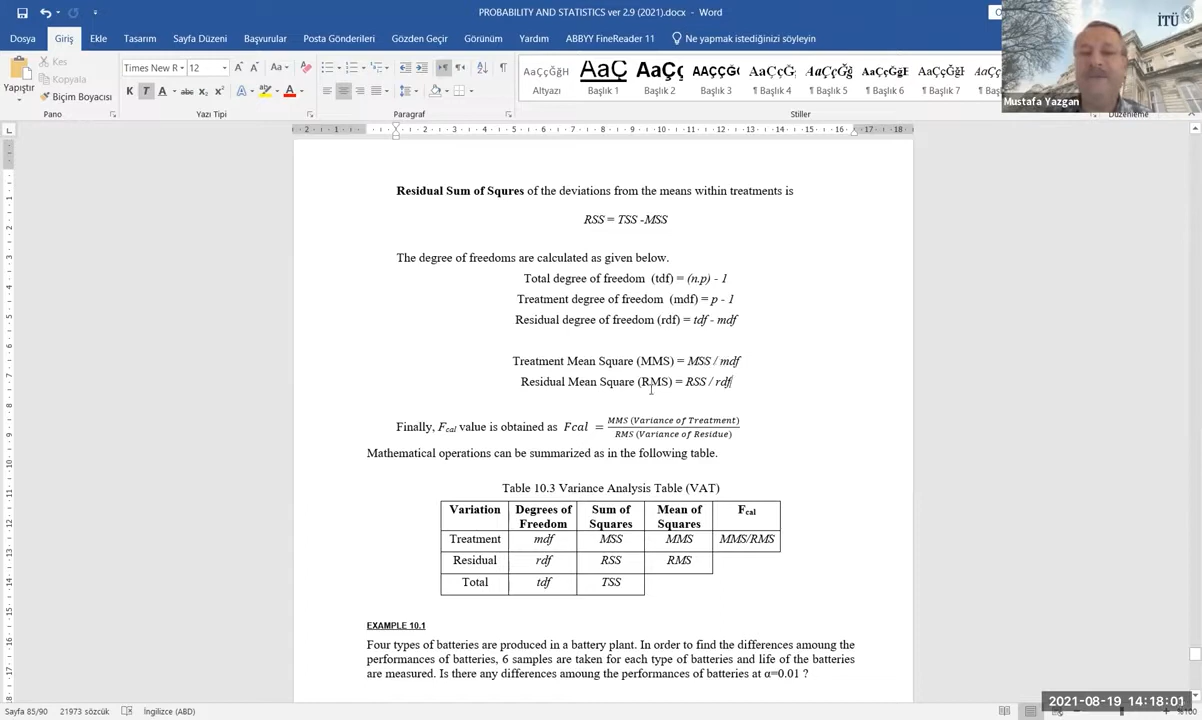 PROBABILITY AND STATISTICS ver 2.9 (2021).docx - Word
İTÜ
Dosya Giriş Ekle Tasarım Sayfa Düzeni Başvurular Posta Gönderileri Gözden Geçir Görünüm Yardım ABBYY FineReader 11 Ne yapmak istediğinizi söyleyin
Yapıştır
Kes
Kopyala
Biçim Boyacısı
Times New R 12
Altyazı
Başlık 1
Başlık 2
Başlık 3
¶ Başlık 4
¶ Başlık 5
¶ Başlık 6
¶ Başlık 7
¶ Başl
Mustafa Yazgan
Pano Yazı Tipi Paragraf Stiller Düzenleme
Residual Sum of Squres of the deviations from the means within treatments is
RSS = TSS -MSS
The degree of freedoms are calculated as given below.
Total degree of freedom (tdf) = (n.p) - 1
Treatment degree of freedom (mdf) = p - 1
Residual degree of freedom (rdf) = tdf - mdf
Treatment Mean Square (MMS) = MSS / mdf
Residual Mean Square (RMS) = RSS / rdf
Finally, Fcal value is obtained as Fcal = MMS (Variance of Treatment)
RMS (Variance of Residue)
Mathematical operations can be summarized as in the following table.
Table 10.3 Variance Analysis Table (VAT)
Variation Degrees of Freedom Sum of Squares Mean of Squares Fcal
Treatment mdf MSS MMS MMS/RMS
Residual rdf RSS RMS
Total tdf TSS
EXAMPLE 10.1
Four types of batteries are produced in a battery plant. In order to find the differences amoung the
performances of batteries, 6 samples are taken for each type of batteries and life of the batteries
are measured. Is there any differences amoung the performances of batteries at α=0.01 ?
Sayfa 85/90 21973 sözcük İngilizce (ABD)
2021-08-19 14:18:01
%100